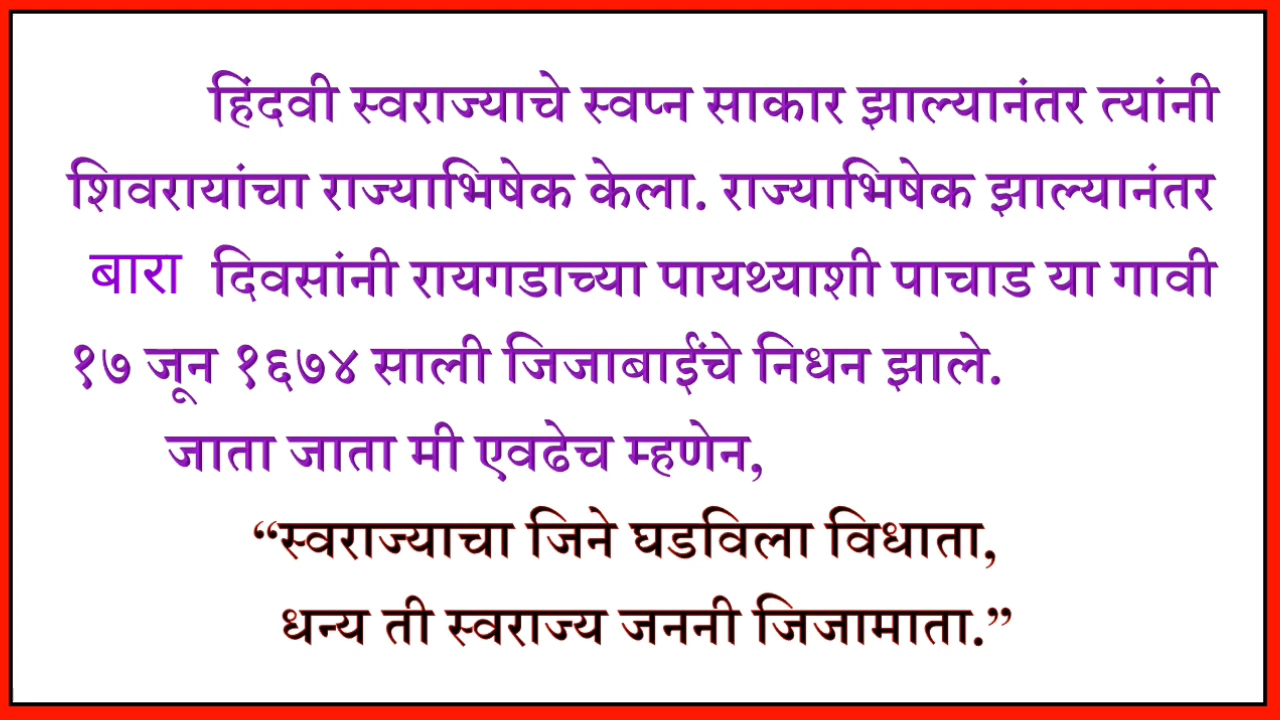 हिंदवी स्वराज्याचे स्वप्न साकार झाल्यानंतर त्यांनी
शिवरायांचा राज्याभिषेक केला. राज्याभिषेक झाल्यानंतर
बारा दिवसांनी रायगडाच्या पायथ्याशी पाचाड या गावी
१७ जून १६७४ साली जिजाबाईंचे निधन झाले.
जाता जाता मी एवढेच म्हणेन,
“स्वराज्याचा जिने घडविला विधाता,
धन्य ती स्वराज्य जननी जिजामाता.”